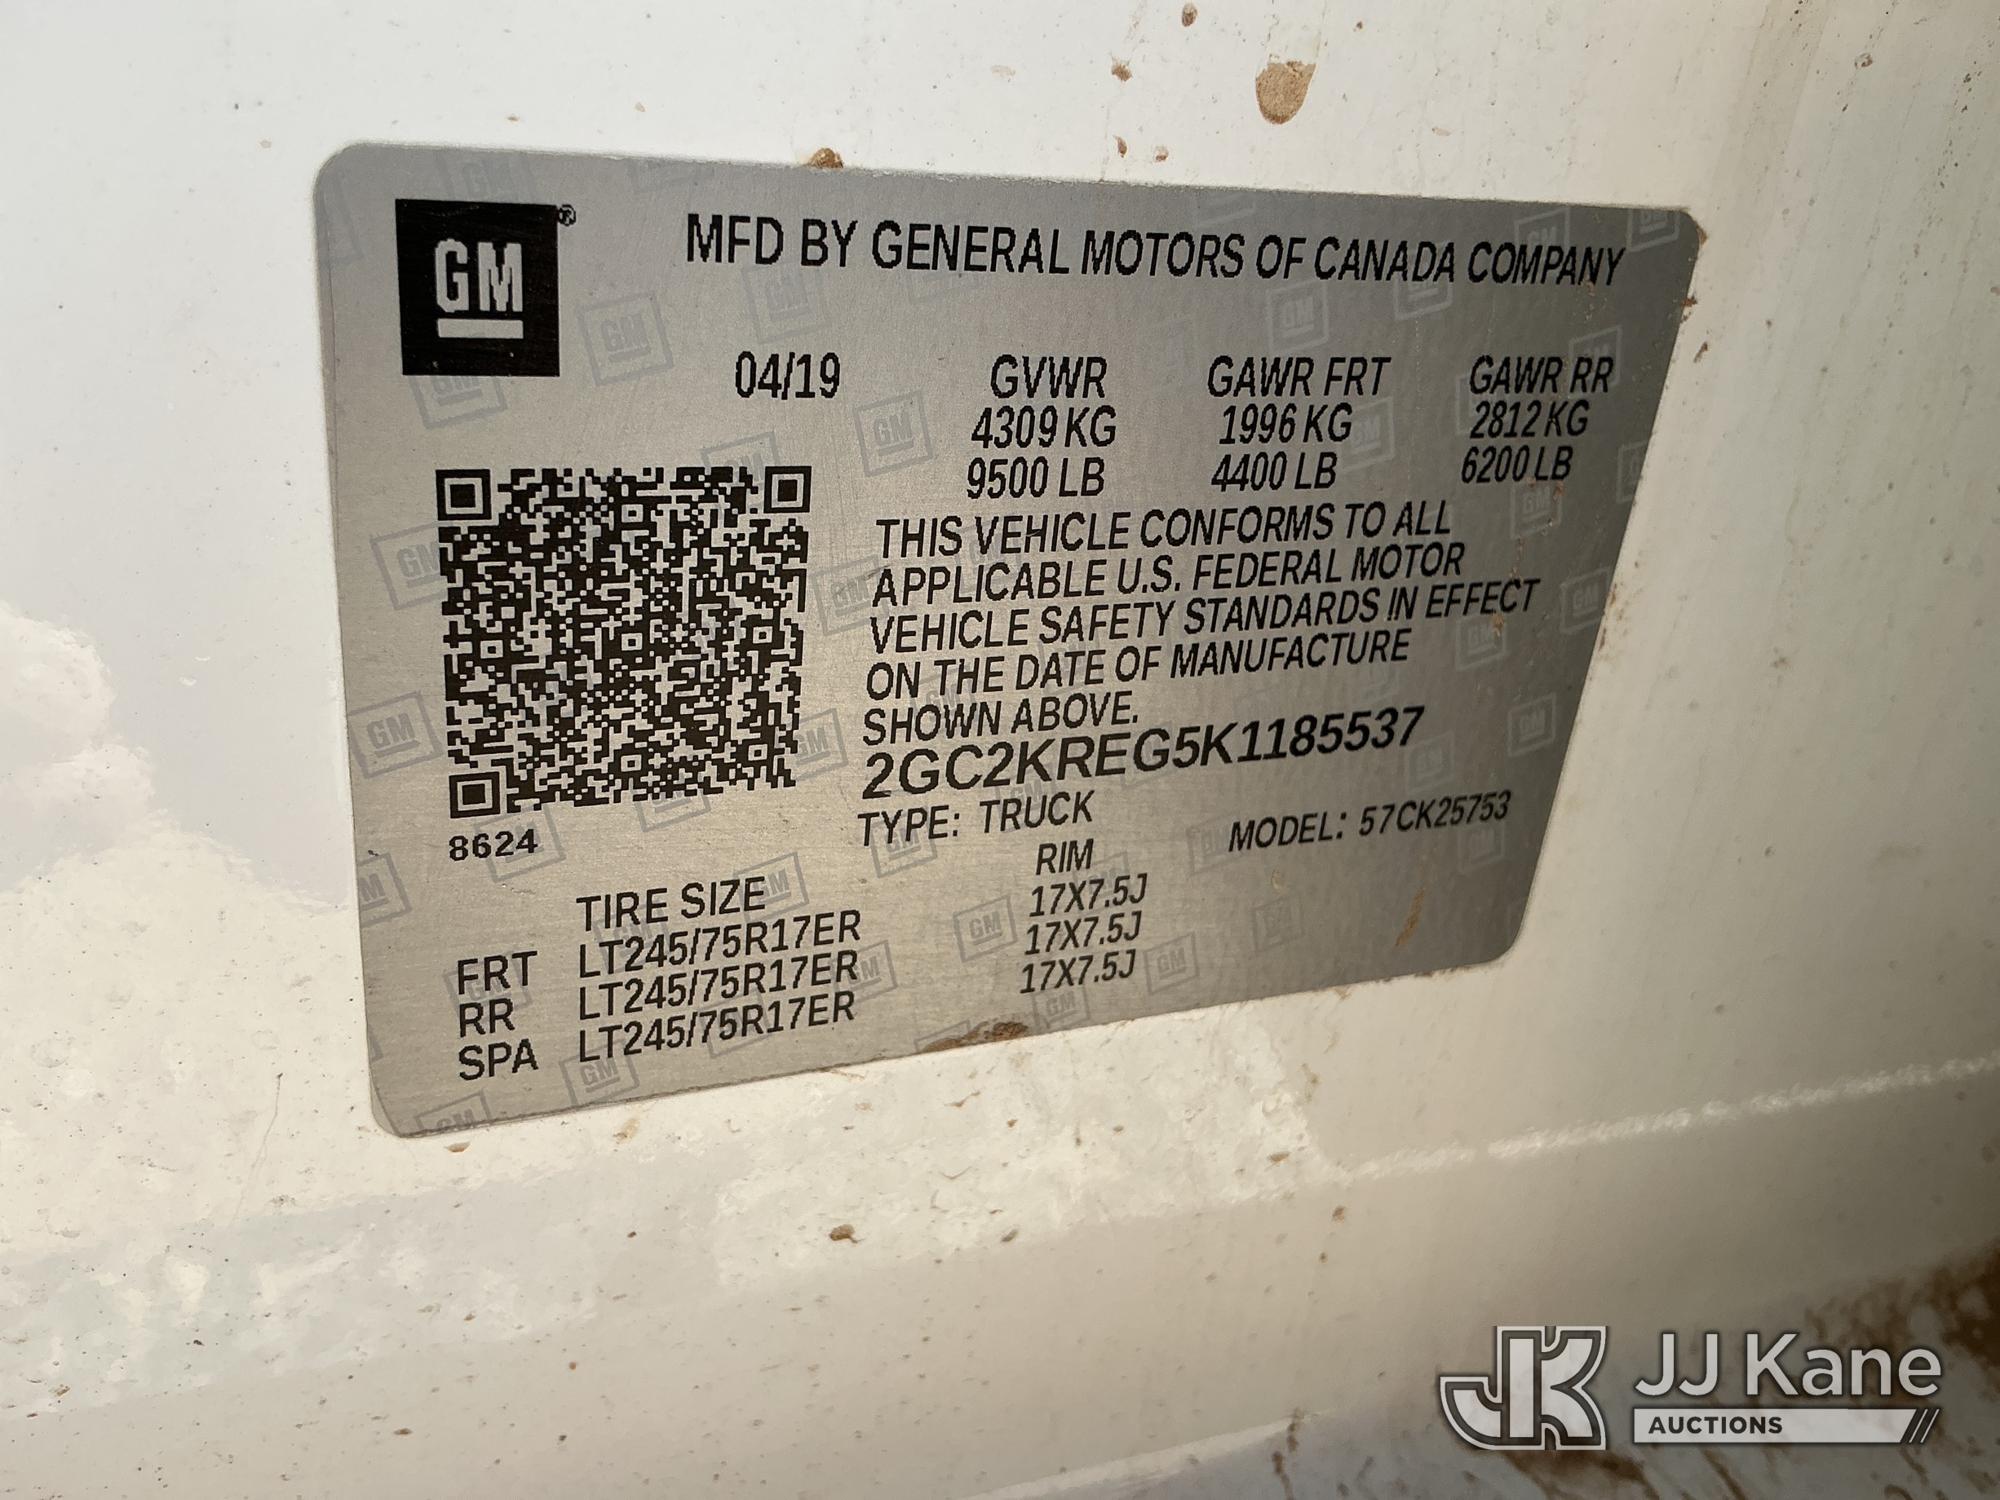 GM®
MFD BY GENERAL MOTORS OF CANADA COMPANY
04/19 GVWR GAWR FRT GAWR RR
4309 KG 1996 KG 2812 KG
9500 LB 4400 LB 6200 LB
THIS VEHICLE CONFORMS TO ALL
APPLICABLE U.S. FEDERAL MOTOR
VEHICLE SAFETY STANDARDS IN EFFECT
ON THE DATE OF MANUFACTURE
SHOWN ABOVE.
2GC2KREG5K1185537
TYPE: TRUCK MODEL: 57CK25753
8624
TIRE SIZE RIM
FRT LT245/75R17ER 17X7.5J
RR LT245/75R17ER 17X7.5J
SPA LT245/75R17ER 17X7.5J
JK JJ Kane
AUCTIONS